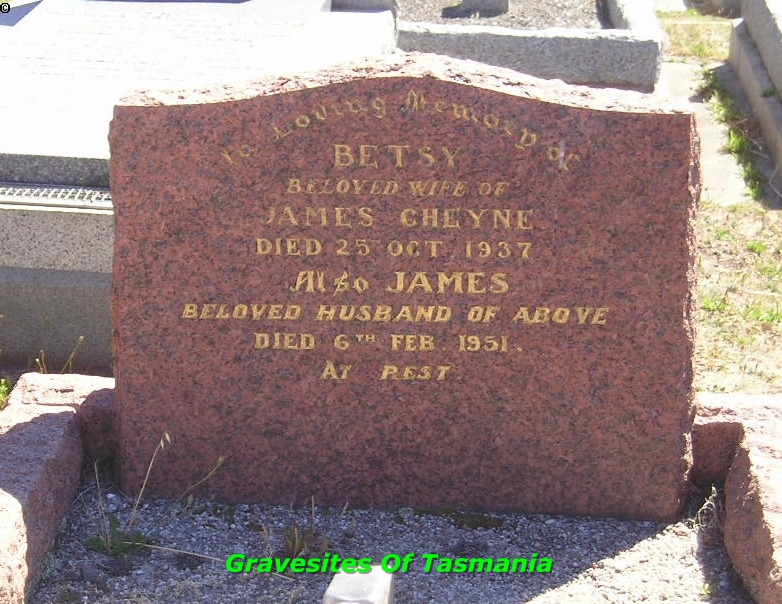 ©
In Loving Memory of
BETSY
BELOVED WIFE OF
JAMES CHEYNE
DIED 25TH OCT. 1937
Also JAMES
BELOVED HUSBAND OF ABOVE
DIED 6TH FEB. 1951.
AT REST
Gravesites Of Tasmania